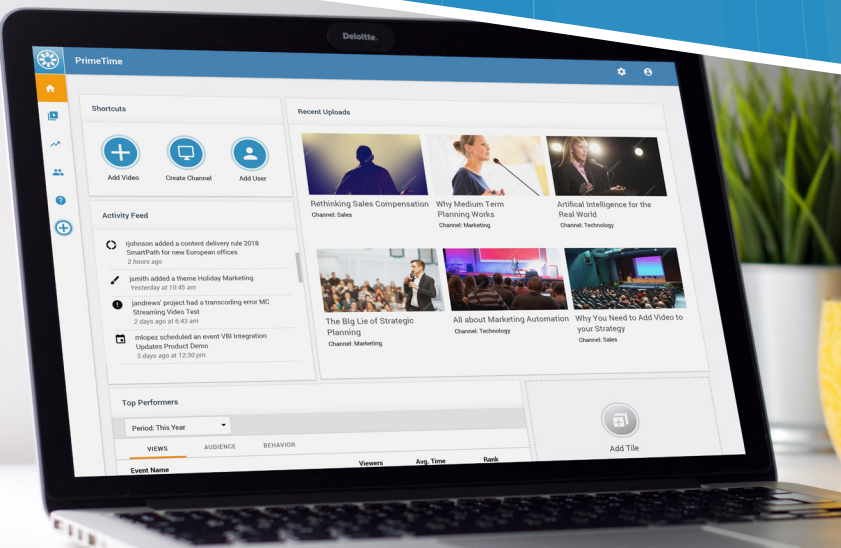 Deloitte.
PrimeTime
Shortcuts
Add Video
Create Channel
Add User
Activity Feed
rjohnson added a content delivery rule 2018
SmartPath for new European offices
2 hours ago
jsmith added a theme Holiday Marketing
Yesterday at 10:45 am
jandrews' project had a transcoding error MC
Streaming Video Test
2 days ago at 6:43 am
mlopez scheduled an event VBI Integration
Updates Product Demo
5 days ago at 12:30 pm
Recent Uploads
Rethinking Sales Compensation
Channel: Sales
Why Medium Term
Planning Works
Channel: Marketing
Artifical Intelligence for the
Real World
Channel: Technology
The BIg Lie of Strategic
Planning
Channel: Marketing
All about Marketing Automation
Channel: Technology
Why You Need to Add Video to
your Strategy
Channel: Sales
Top Performers
Period: This Year
VIEWS
AUDIENCE
BEHAVIOR
Event Name
Viewers
Avg. Time
Rank
Add Tile